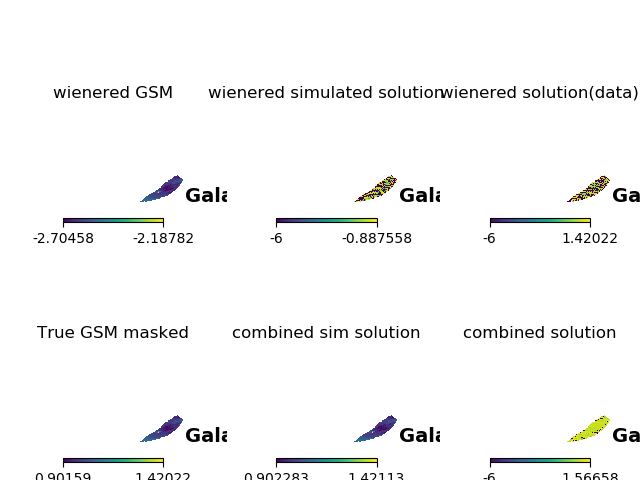 wienered GSM wienered simulated solution wienered solution(data)
Gala Gala Ga
-2.70458 -2.18782 -6 -0.887558 -6 1.42022
True GSM masked combined sim solution combined solution
Gala Gala Ga
0.90159 1.42022 0.902283 1.42113 -6 1.56658